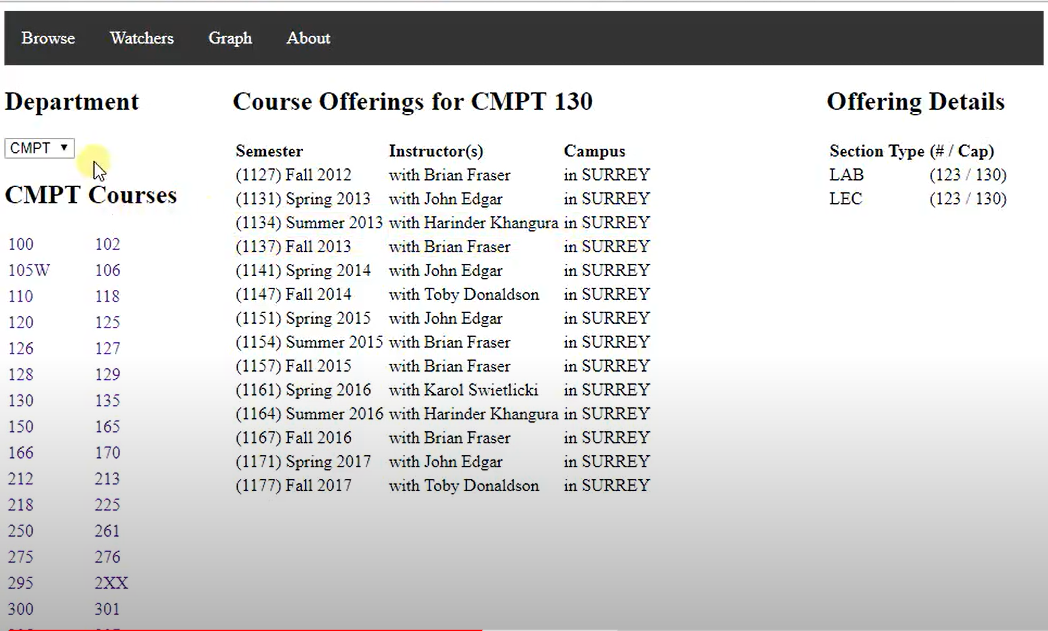 Browse Watchers Graph About
Department
CMPT ▼
CMPT Courses
100 102
105W 106
110 118
120 125
126 127
128 129
130 135
150 165
166 170
212 213
218 225
250 261
275 276
295 2XX
300 301
Course Offerings for CMPT 130
Semester Instructor(s) Campus
(1127) Fall 2012 with Brian Fraser in SURREY
(1131) Spring 2013 with John Edgar in SURREY
(1134) Summer 2013 with Harinder Khangura in SURREY
(1137) Fall 2013 with Brian Fraser in SURREY
(1141) Spring 2014 with John Edgar in SURREY
(1147) Fall 2014 with Toby Donaldson in SURREY
(1151) Spring 2015 with John Edgar in SURREY
(1154) Summer 2015 with Brian Fraser in SURREY
(1157) Fall 2015 with Brian Fraser in SURREY
(1161) Spring 2016 with Karol Swietlicki in SURREY
(1164) Summer 2016 with Harinder Khangura in SURREY
(1167) Fall 2016 with Brian Fraser in SURREY
(1171) Spring 2017 with John Edgar in SURREY
(1177) Fall 2017 with Toby Donaldson in SURREY
Offering Details
Section Type (# / Cap)
LAB (123 / 130)
LEC (123 / 130)